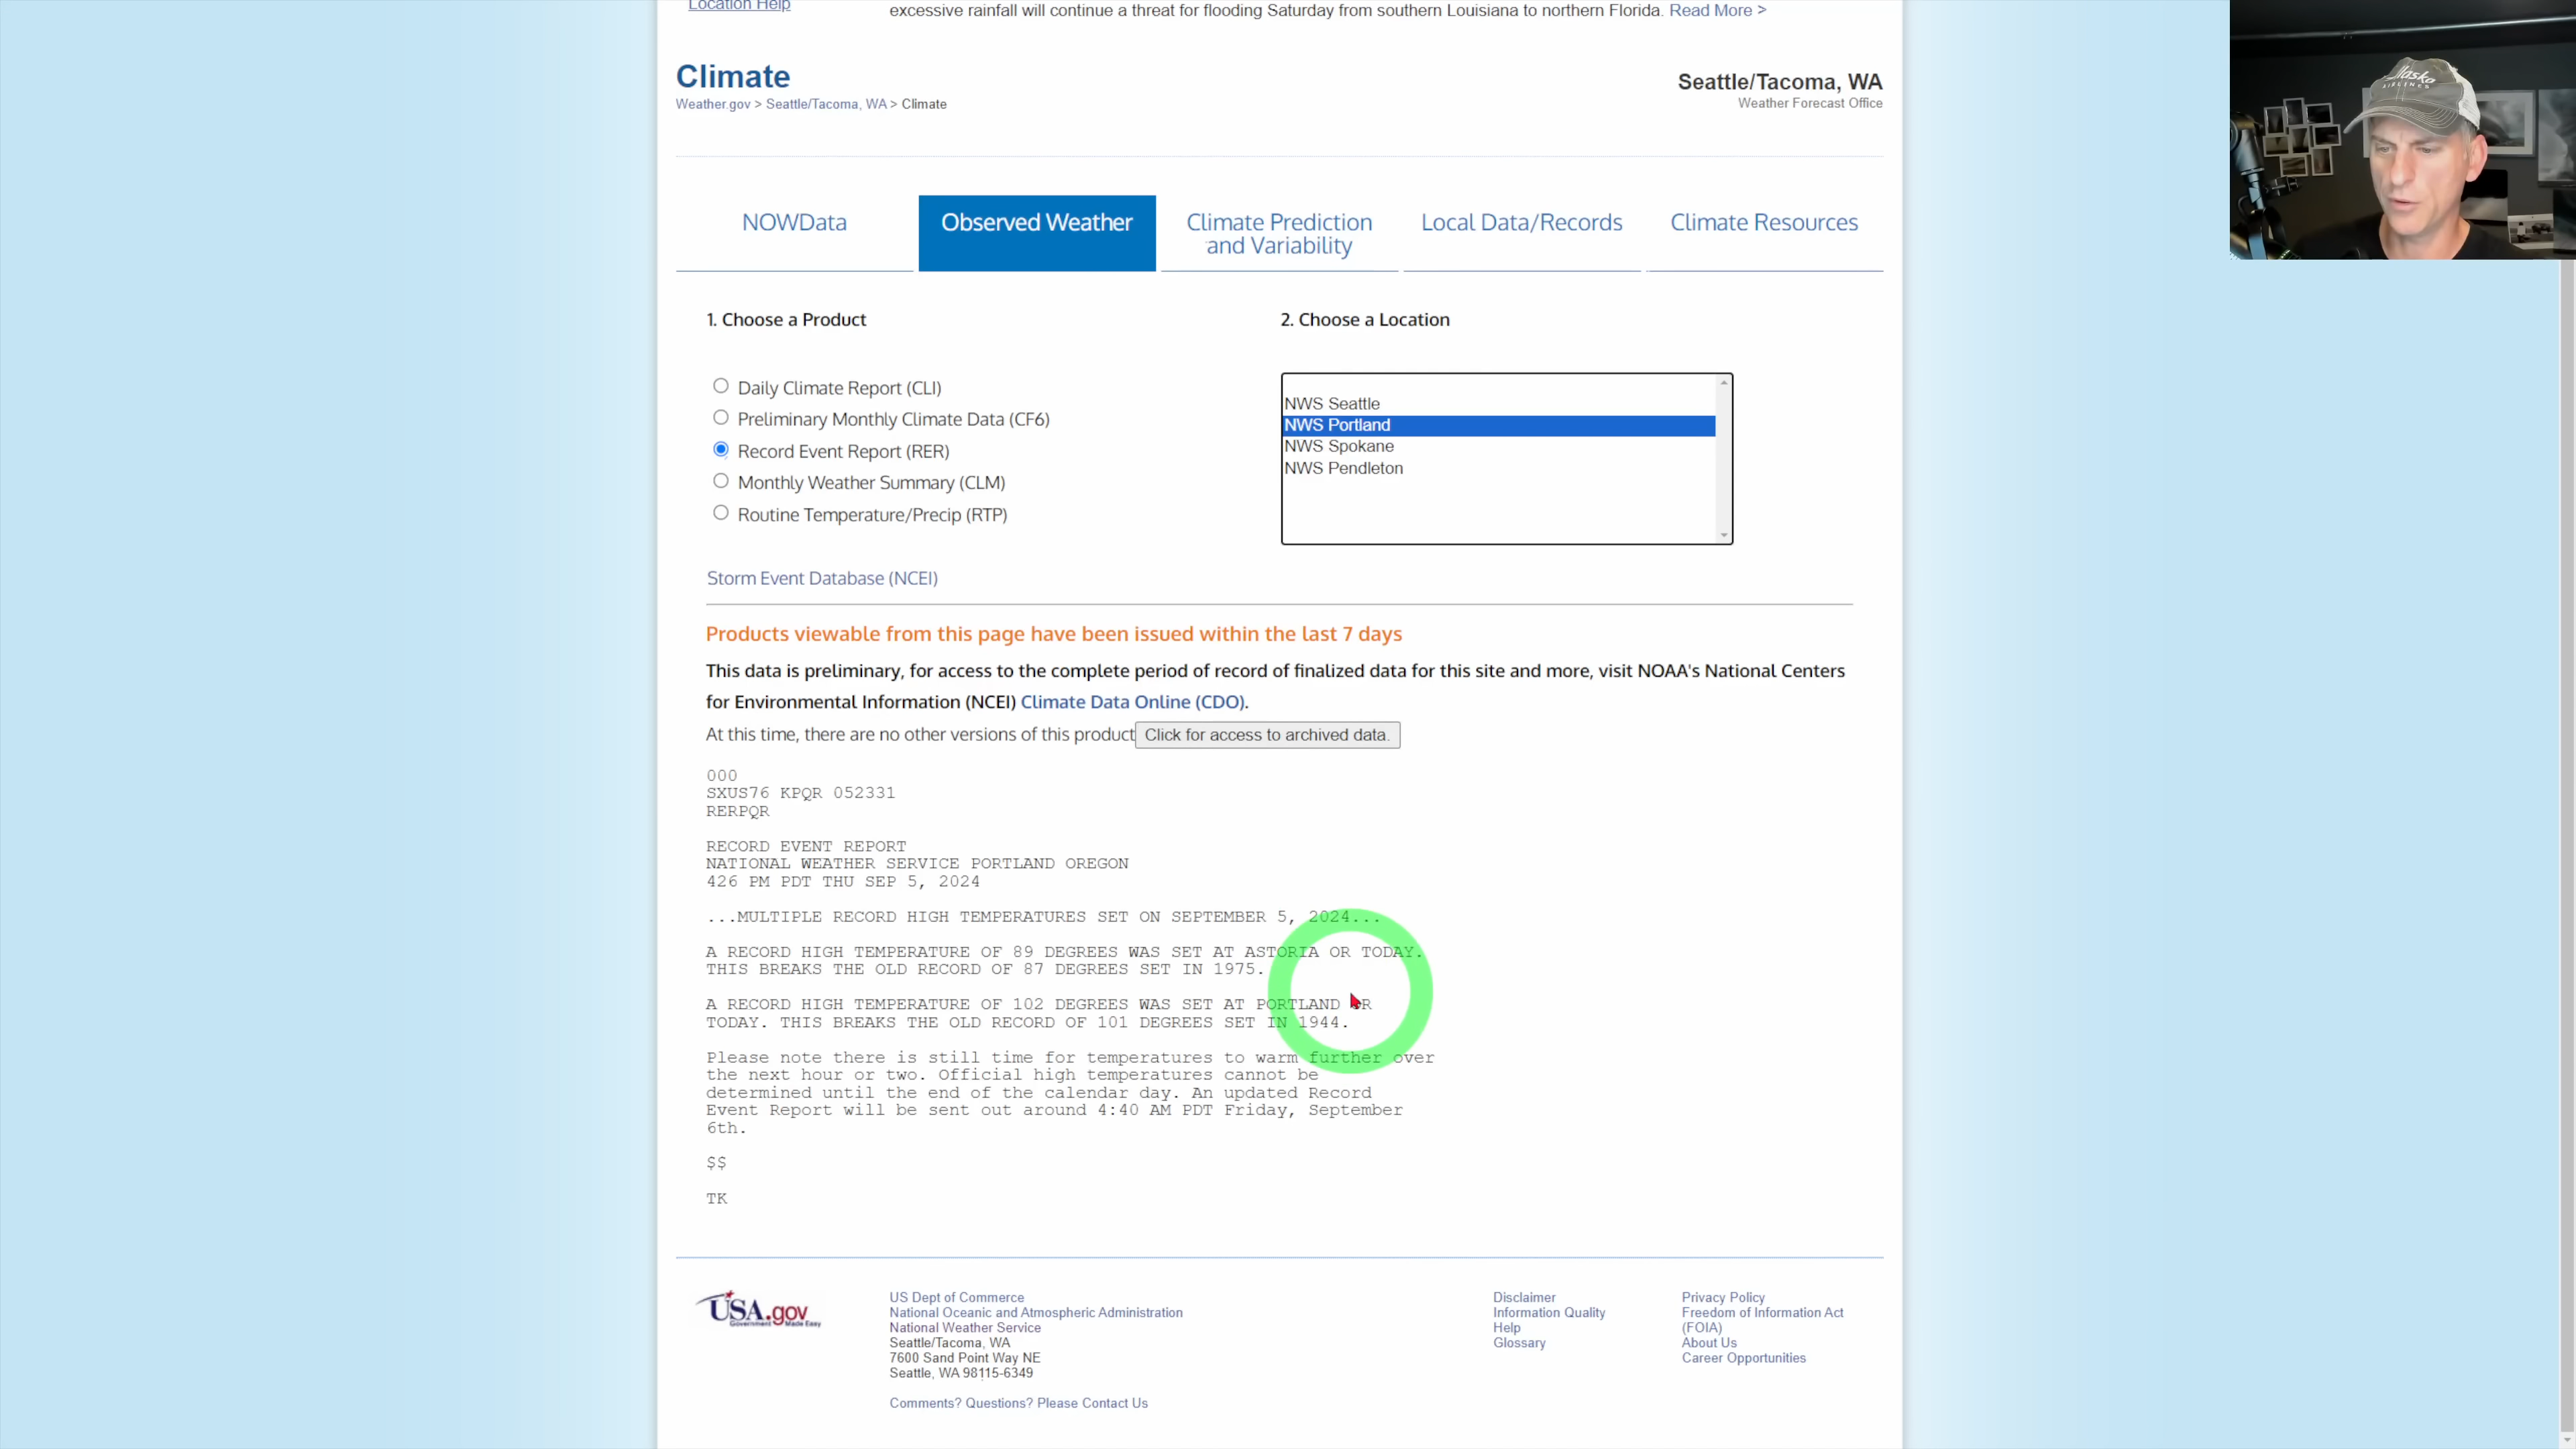 Location Help
excessive rainfall will continue a threat for flooding Saturday from southern Louisiana to northern Florida. Read More >
Climate
Seattle/Tacoma, WA
Weather.gov > Seattle/Tacoma, WA > Climate
Weather Forecast Office
NOWData
Observed Weather
Climate Prediction
and Variability
Local Data/Records
Climate Resources
1. Choose a Product
2. Choose a Location
Daily Climate Report (CLI)
Preliminary Monthly Climate Data (CF6)
Record Event Report (RER)
Monthly Weather Summary (CLM)
Routine Temperature/Precip (RTP)
NWS Seattle
NWS Portland
NWS Spokane
NWS Pendleton
Storm Event Database (NCEI)
Products viewable from this page have been issued within the last 7 days
This data is preliminary, for access to the complete period of record of finalized data for this site and more, visit NOAA's National Centers
for Environmental Information (NCEI) Climate Data Online (CDO).
At this time, there are no other versions of this product Click for access to archived data.
000
SXUS76 KPQR 052331
RERPQR
RECORD EVENT REPORT
NATIONAL WEATHER SERVICE PORTLAND OREGON
426 PM PDT THU SEP 5, 2024
...MULTIPLE RECORD HIGH TEMPERATURES SET ON SEPTEMBER 5, 2024...
A RECORD HIGH TEMPERATURE OF 89 DEGREES WAS SET AT ASTORIA OR TODAY.
THIS BREAKS THE OLD RECORD OF 87 DEGREES SET IN 1975.
A RECORD HIGH TEMPERATURE OF 102 DEGREES WAS SET AT PORTLAND OR
TODAY. THIS BREAKS THE OLD RECORD OF 101 DEGREES SET IN 1944.
Please note there is still time for temperatures to warm further over
the next hour or two. Official high temperatures cannot be
determined until the end of the calendar day. An updated Record
Event Report will be sent out around 4:40 AM PDT Friday, September
6th.
$$
TK
USA.gov
Government Made Easy
US Dept of Commerce
National Oceanic and Atmospheric Administration
National Weather Service
Seattle/Tacoma, WA
7600 Sand Point Way NE
Seattle, WA 98115-6349
Comments? Questions? Please Contact Us
Disclaimer
Information Quality
Help
Glossary
Privacy Policy
Freedom of Information Act
(FOIA)
About Us
Career Opportunities
Alaska
AIRLINES